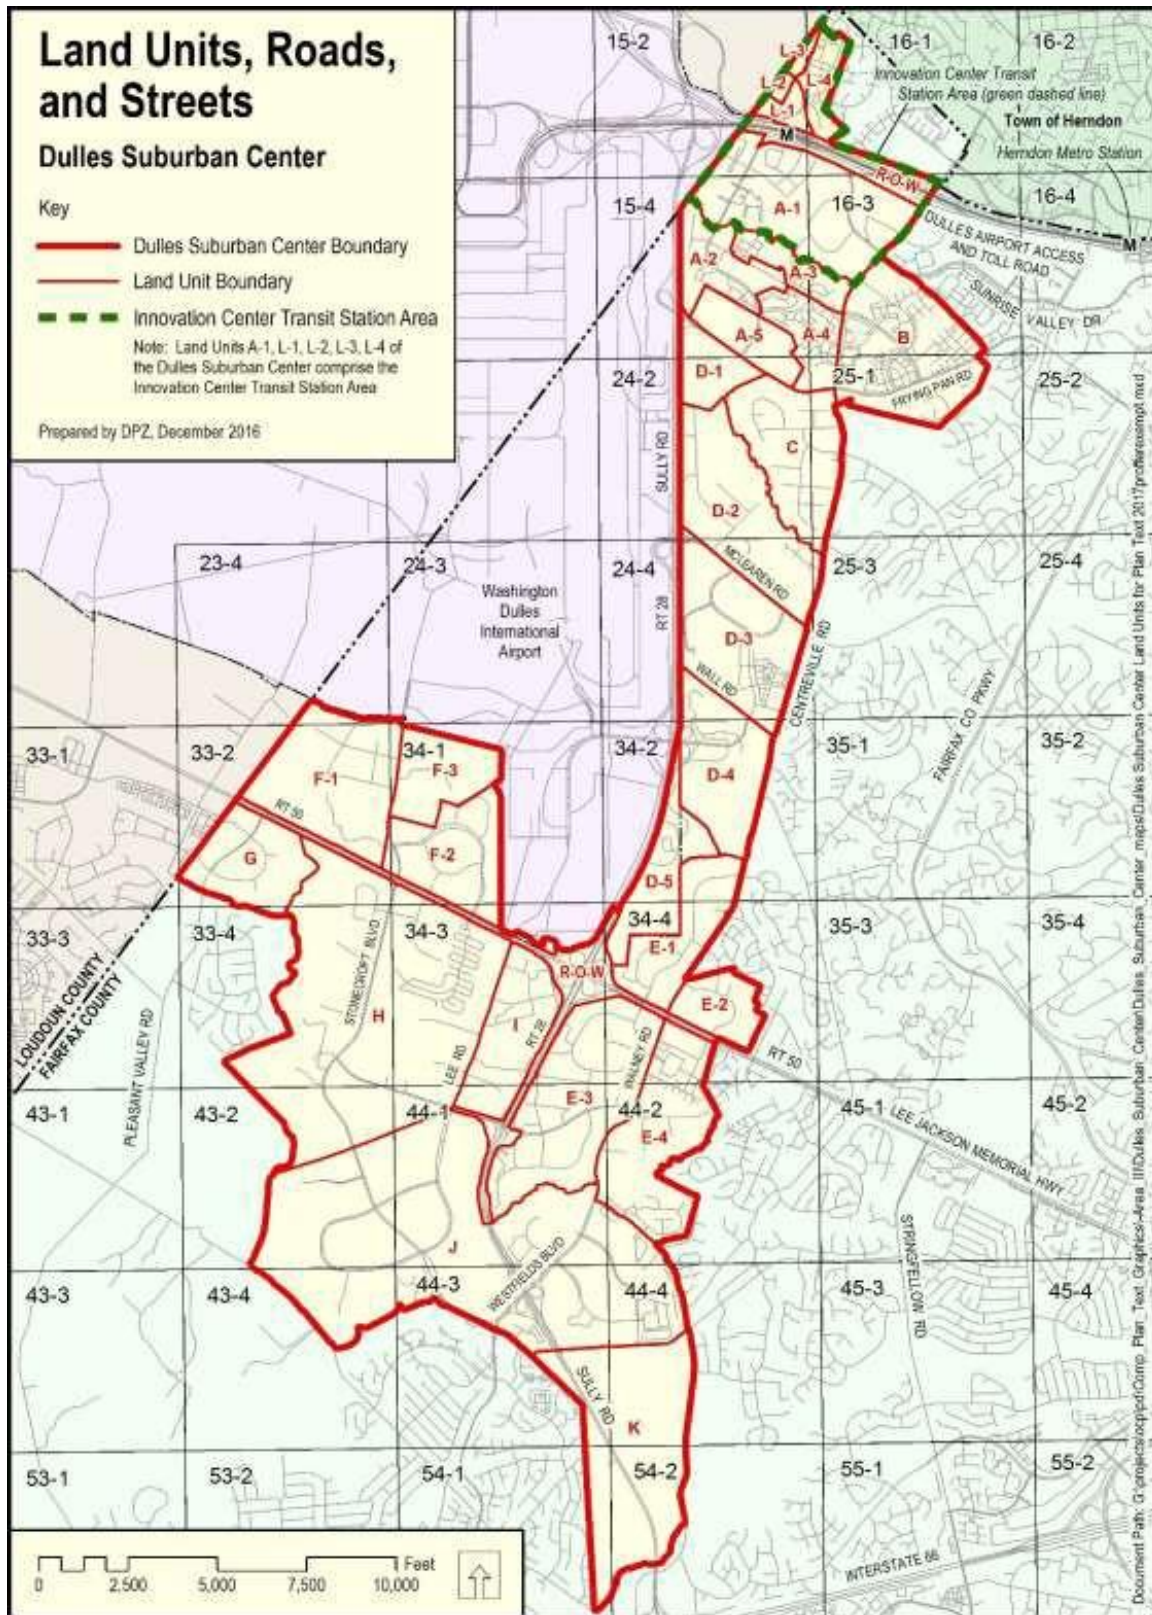 Land Units, Roads,
and Streets
Dulles Suburban Center
Key
Dulles Suburban Center Boundary
Land Unit Boundary
Innovation Center Transit Station Area
Note: Land Units A-1, L-1, L-2, L-3, L-4 of
the Dulles Suburban Center comprise the
Innovation Center Transit Station Area
Prepared by DPZ, December 2016
15-2
16-1
16-2
L-3
L-4
L-2
L-1
Innovation Center Transit
Station Area (green dashed line)
Town of Herndon
Herndon Metro Station
M
R-O-W
15-4
A-1
16-3
16-4
DULLES AIRPORT ACCESS
AND TOLL ROAD
M
A-2
A-3
SUNRISE VALLEY DR
A-5
A-4
B
24-2
D-1
25-1
FRYING PAN RD
25-2
SULLY RD
C
D-2
23-4
24-3
24-4
MCLEAREN RD
25-3
25-4
Washington
Dulles
International
Airport
RT 28
D-3
WALL RD
CENTREVILLE RD
FAIRFAX CO PKWY
33-1
33-2
34-1
34-2
35-1
35-2
F-1
F-3
D-4
RT 50
G
F-2
D-5
33-3
33-4
34-3
34-4
35-3
35-4
E-1
LOUDOUN COUNTY
FAIRFAX COUNTY
STONECROFT BLVD
R-O-W
E-2
PLEASANT VALLEY RD
H
I
RT 28
WALNEY RD
RT 50
LEE RD
43-1
43-2
44-1
E-3
44-2
45-1
45-2
E-4
LEE JACKSON MEMORIAL HWY
J
WESTFIELDS BLVD
STRINGFELLOW RD
43-3
43-4
44-3
44-4
45-3
45-4
SULLY RD
K
53-1
53-2
54-1
54-2
55-1
55-2
INTERSTATE 66
Feet
0
2,500
5,000
7,500
10,000